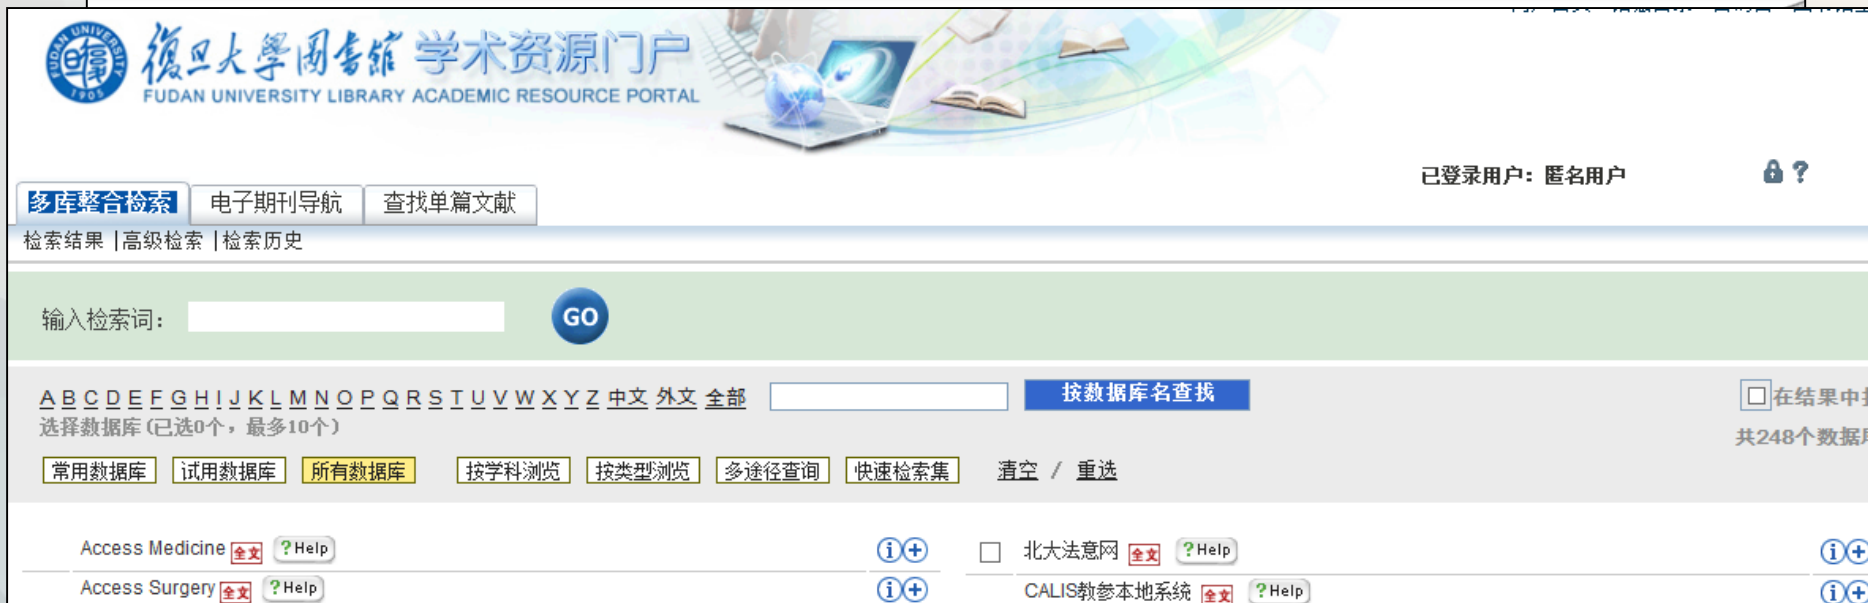 復旦大學圖書館 学术资源门户
FUDAN UNIVERSITY LIBRARY ACADEMIC RESOURCE PORTAL
FUDAN UNIVERSITY
1905
已登录用户：匿名用户 ?
多库整合检索 电子期刊导航 查找单篇文献
检索结果 |高级检索 |检索历史
输入检索词： GO
A B C D E F G H I J K L M N O P Q R S T U V W X Y Z 中文 外文 全部 按数据库名查找 在结果中
选择数据库(已选0个，最多10个) 共248个数据
常用数据库 试用数据库 所有数据库 按学科浏览 按类型浏览 多途径查询 快速检索集 清空 / 重选
Access Medicine 全文 ?Help i + 北大法意网 全文 ?Help i +
Access Surgery 全文 ?Help i + CALIS教参本地系统 全文 ?Help i +